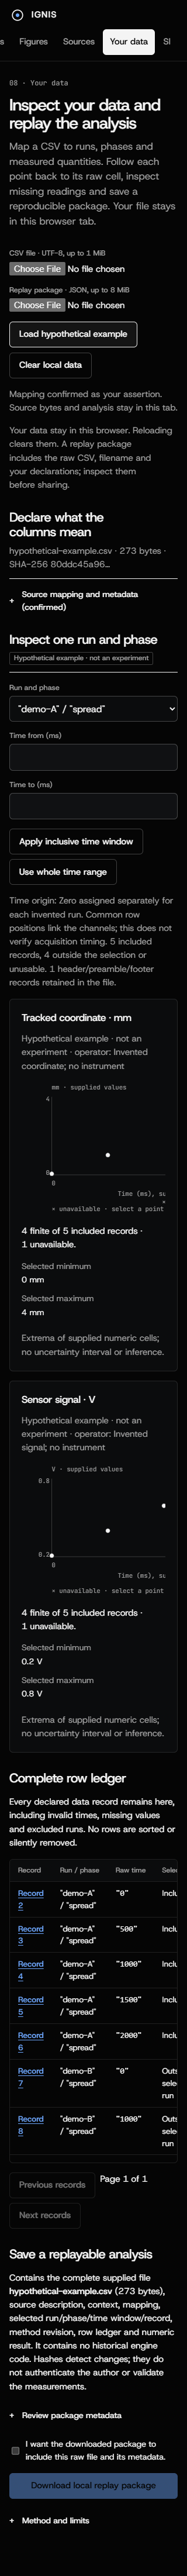 IGNIS
s Figures Sources Your data Sl
08 · Your data
Inspect your data and
replay the analysis
Map a CSV to runs, phases and
measured quantities. Follow each
point back to its raw cell, inspect
missing readings and save a
reproducible package. Your file stays
in this browser tab.
CSV file · UTF-8, up to 1 MiB
Choose File No file chosen
Replay package · JSON, up to 8 MiB
Choose File No file chosen
Load hypothetical example
Clear local data
Mapping confirmed as your assertion.
Source bytes and analysis stay in this tab.
Your data stay in this browser. Reloading
clears them. A replay package
includes the raw CSV, filename and
your declarations; inspect them
before sharing.
Declare what the
columns mean
hypothetical-example.csv · 273 bytes ·
SHA-256 80ddc45a96…
+ Source mapping and metadata
(confirmed)
Inspect one run and phase
Hypothetical example · not an experiment
Run and phase
"demo-A" / "spread"
Time from (ms)
Time to (ms)
Apply inclusive time window
Use whole time range
Time origin: Zero assigned separately for
each invented run. Common row
positions link the channels; this does not
verify acquisition timing. 5 included
records, 4 outside the selection or
unusable. 1 header/preamble/footer
records retained in the file.
Tracked coordinate · mm
Hypothetical example · not an
experiment · operator: Invented
coordinate; no instrument
mm · supplied values
4
0
0
Time (ms), su
× unavailable · select a point
4 finite of 5 included records ·
1 unavailable.
Selected minimum
0 mm
Selected maximum
4 mm
Extrema of supplied numeric cells;
no uncertainty interval or inference.
Sensor signal · V
Hypothetical example · not an
experiment · operator: Invented
signal; no instrument
V · supplied values
0.8
0.2
0
Time (ms), su
× unavailable · select a point
4 finite of 5 included records ·
1 unavailable.
Selected minimum
0.2 V
Selected maximum
0.8 V
Extrema of supplied numeric cells;
no uncertainty interval or inference.
Complete row ledger
Every declared data record remains here,
including invalid times, missing values
and excluded runs. No rows are sorted or
silently removed.
Record Run / phase Raw time Selec
Record 2 "demo-A" / "spread" "0" Inclu
Record 3 "demo-A" / "spread" "500" Inclu
Record 4 "demo-A" / "spread" "1000" Inclu
Record 5 "demo-A" / "spread" "1500" Inclu
Record 6 "demo-A" / "spread" "2000" Inclu
Record 7 "demo-B" / "spread" "0" Outs selec run
Record 8 "demo-B" / "spread" "1000" Outs selec run
Previous records Page 1 of 1
Next records
Save a replayable analysis
Contains the complete supplied file
hypothetical-example.csv (273 bytes),
source description, context, mapping,
selected run/phase/time window/record,
method revision, row ledger and numeric
result. It contains no historical engine
code. Hashes detect changes; they do
not authenticate the author or validate
the measurements.
+ Review package metadata
I want the downloaded package to
include this raw file and its metadata.
Download local replay package
+ Method and limits